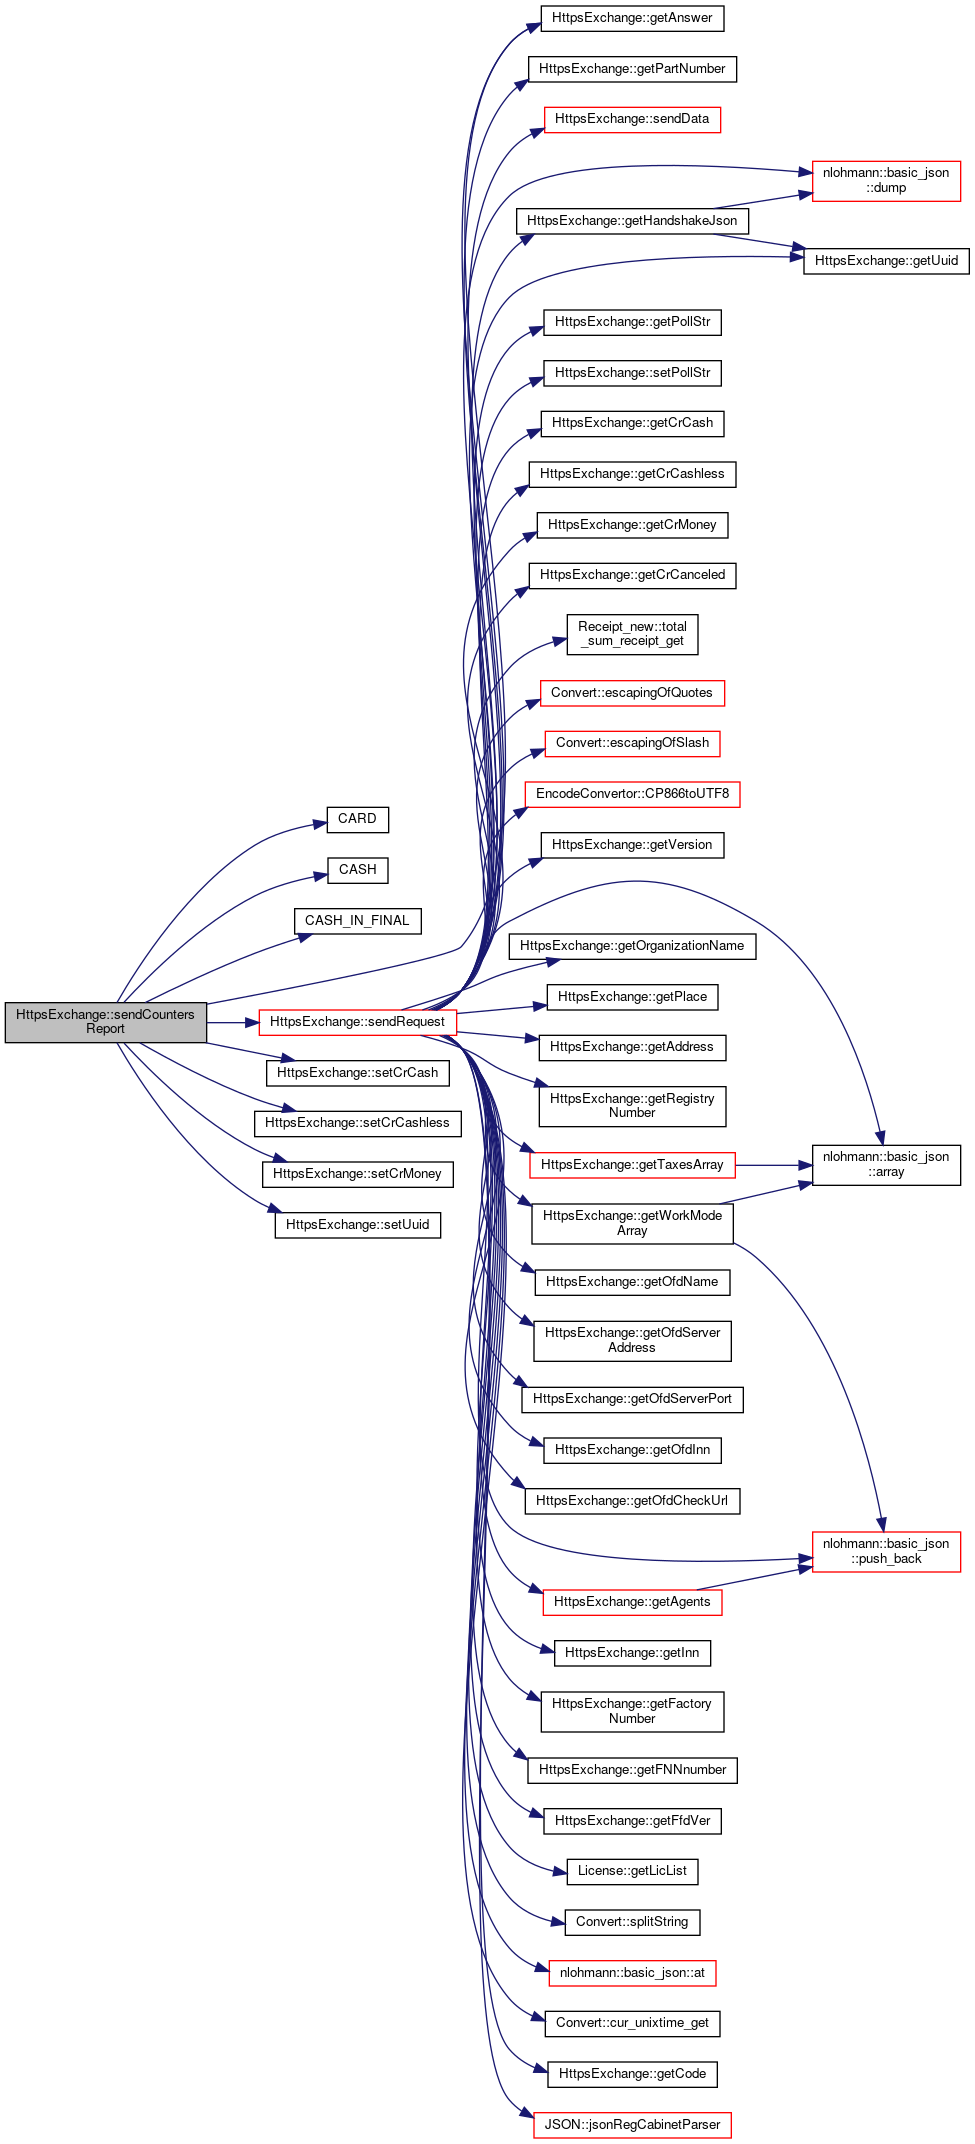 HttpsExchange::getAnswer
HttpsExchange::getPartNumber
HttpsExchange::sendData
nlohmann::basic_json
::dump
HttpsExchange::getHandshakeJson
HttpsExchange::getUuid
HttpsExchange::getPollStr
HttpsExchange::setPollStr
HttpsExchange::getCrCash
HttpsExchange::getCrCashless
HttpsExchange::getCrMoney
HttpsExchange::getCrCanceled
Receipt_new::total
_sum_receipt_get
Convert::escapingOfQuotes
Convert::escapingOfSlash
EncodeConvertor::CP866toUTF8
CARD
HttpsExchange::getVersion
CASH
CASH_IN_FINAL
HttpsExchange::getOrganizationName
HttpsExchange::getPlace
HttpsExchange::sendCounters
Report
HttpsExchange::sendRequest
HttpsExchange::getAddress
HttpsExchange::setCrCash
HttpsExchange::getRegistry
Number
HttpsExchange::setCrCashless
HttpsExchange::getTaxesArray
nlohmann::basic_json
::array
HttpsExchange::setCrMoney
HttpsExchange::getWorkMode
Array
HttpsExchange::setUuid
HttpsExchange::getOfdName
HttpsExchange::getOfdServer
Address
HttpsExchange::getOfdServerPort
HttpsExchange::getOfdInn
HttpsExchange::getOfdCheckUrl
nlohmann::basic_json
::push_back
HttpsExchange::getAgents
HttpsExchange::getInn
HttpsExchange::getFactory
Number
HttpsExchange::getFNNnumber
HttpsExchange::getFfdVer
License::getLicList
Convert::splitString
nlohmann::basic_json::at
Convert::cur_unixtime_get
HttpsExchange::getCode
JSON::jsonRegCabinetParser